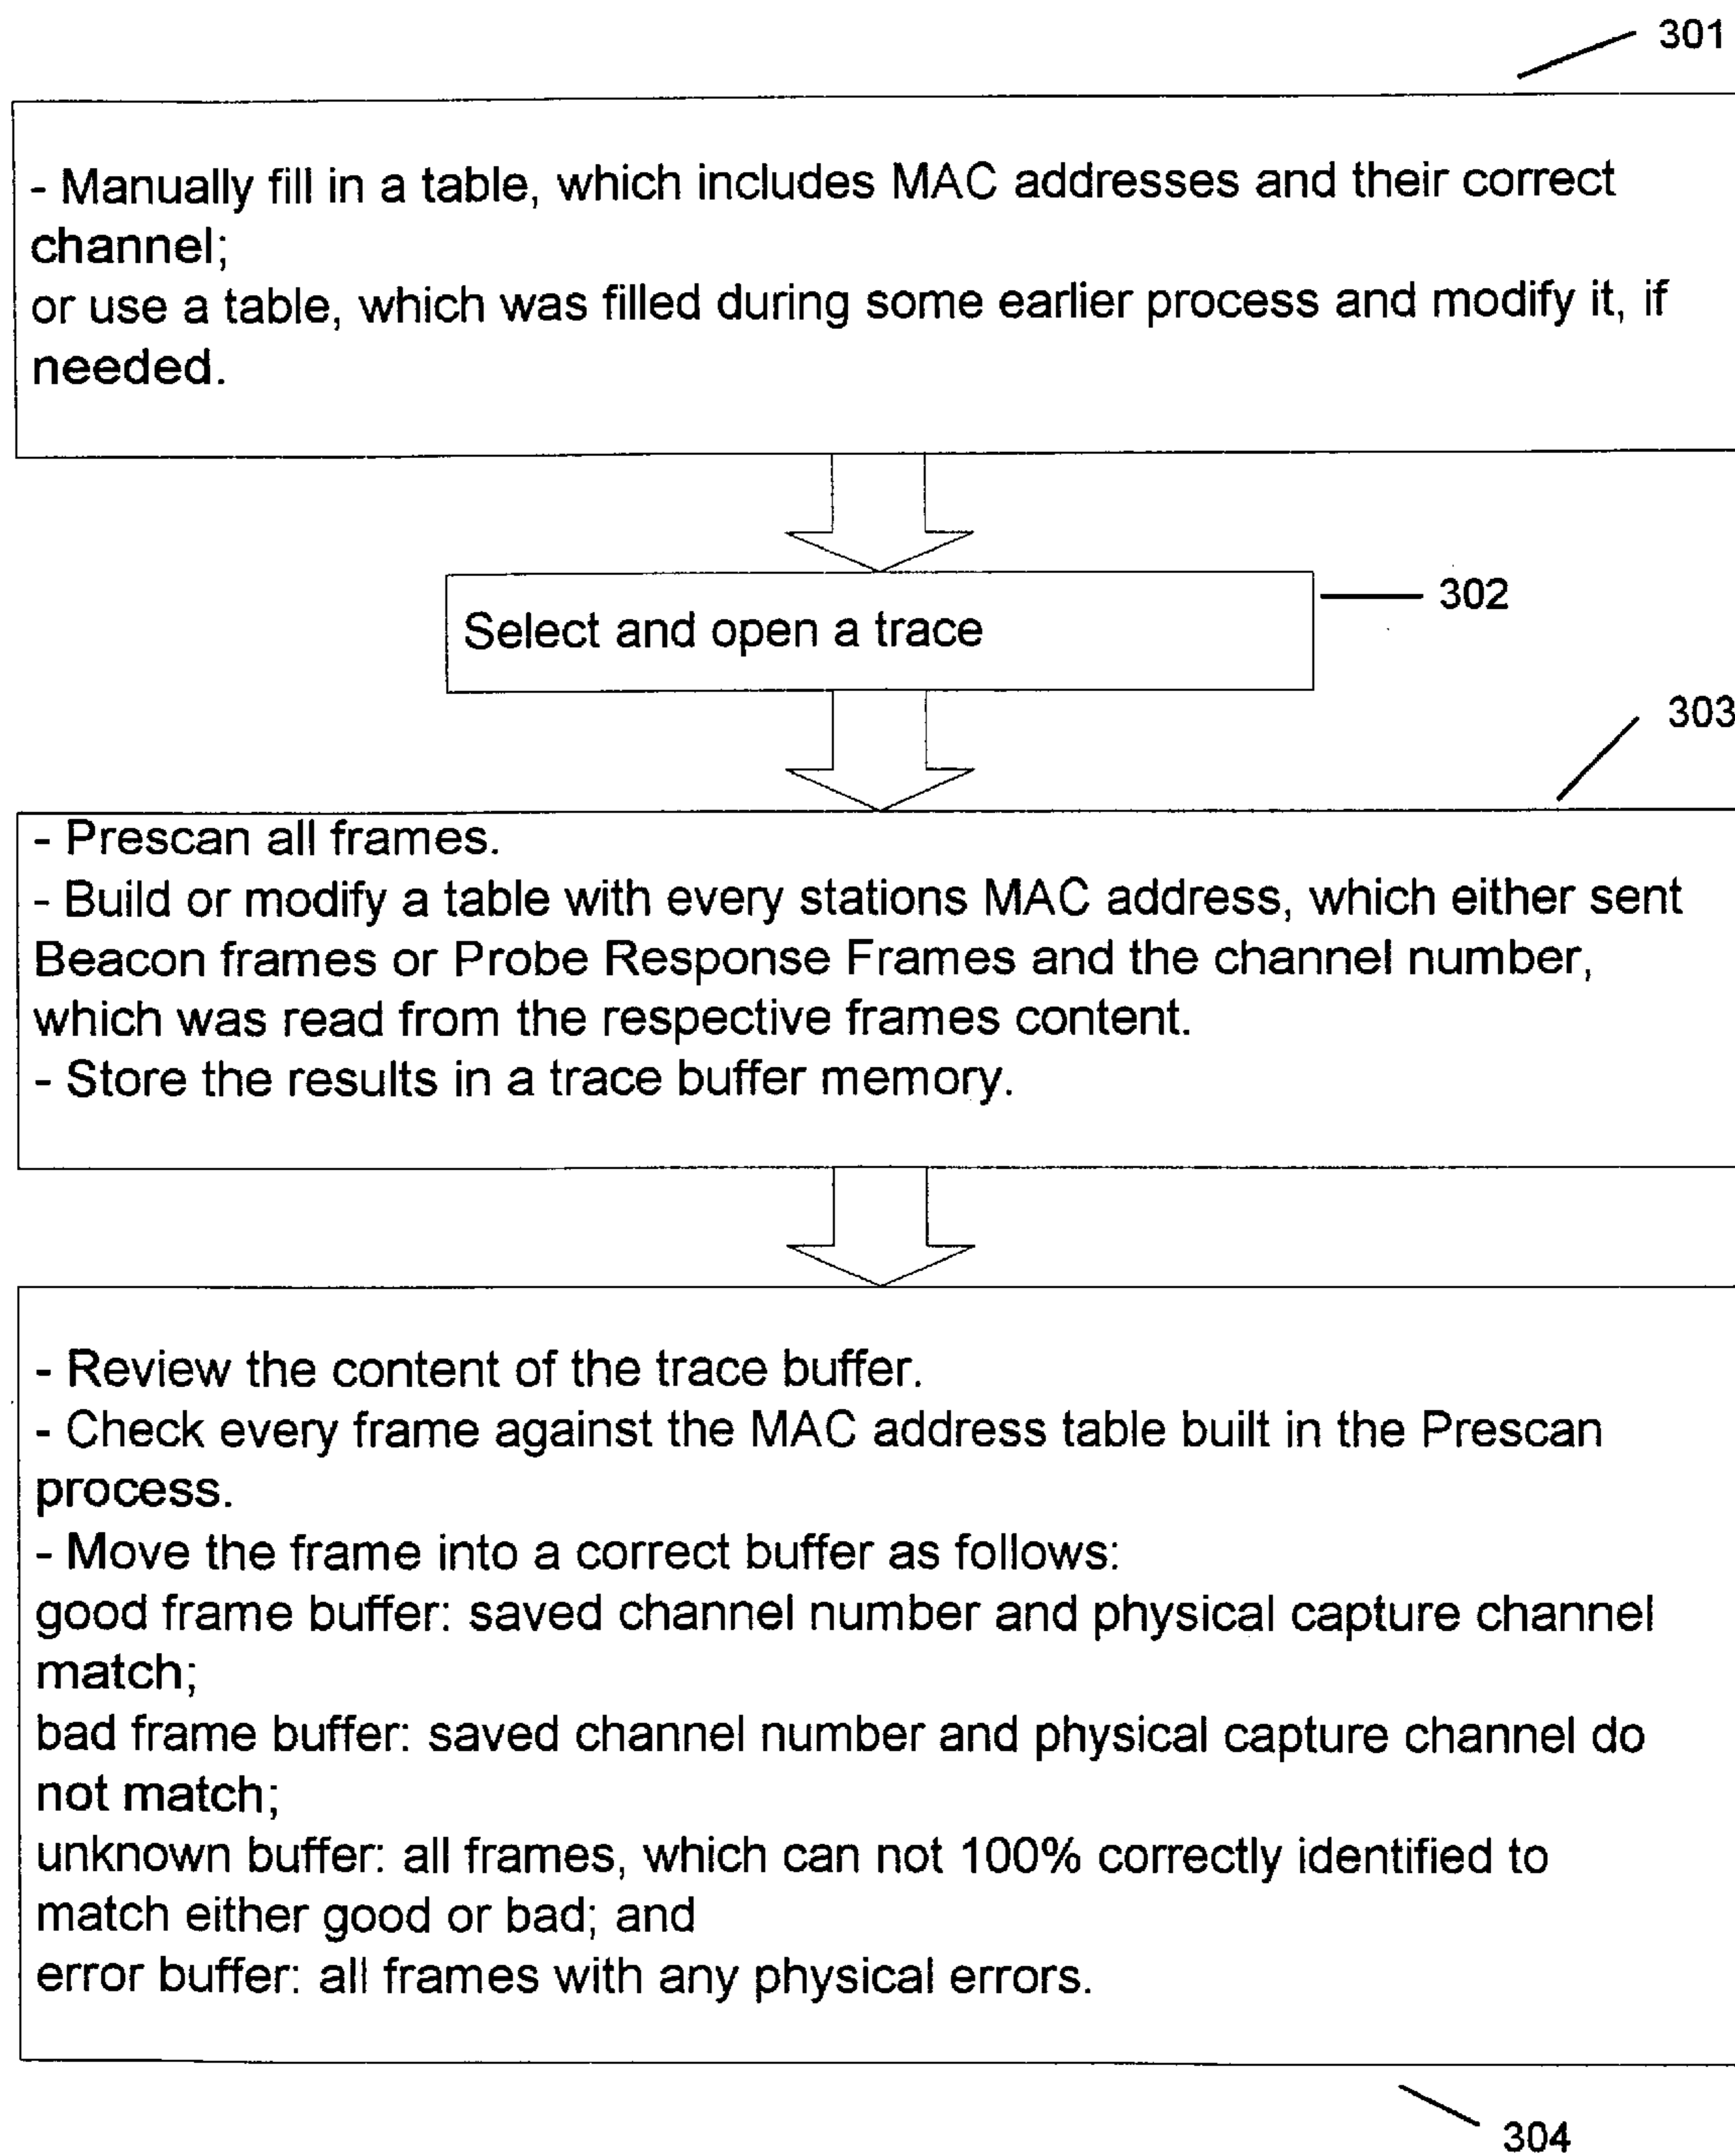 301
- Manually fill in a table, which includes MAC addresses and their correct
channel;
or use a table, which was filled during some earlier process and modify it, if
needed.
302
Select and open a trace
303
- Prescan all frames.
- Build or modify a table with every stations MAC address, which either sent
Beacon frames or Probe Response Frames and the channel number,
which was read from the respective frames content.
- Store the results in a trace buffer memory.
- Review the content of the trace buffer.
- Check every frame against the MAC address table built in the Prescan
process.
- Move the frame into a correct buffer as follows:
good frame buffer: saved channel number and physical capture channel
match;
bad frame buffer: saved channel number and physical capture channel do
not match;
unknown buffer: all frames, which can not 100% correctly identified to
match either good or bad; and
error buffer: all frames with any physical errors.
304